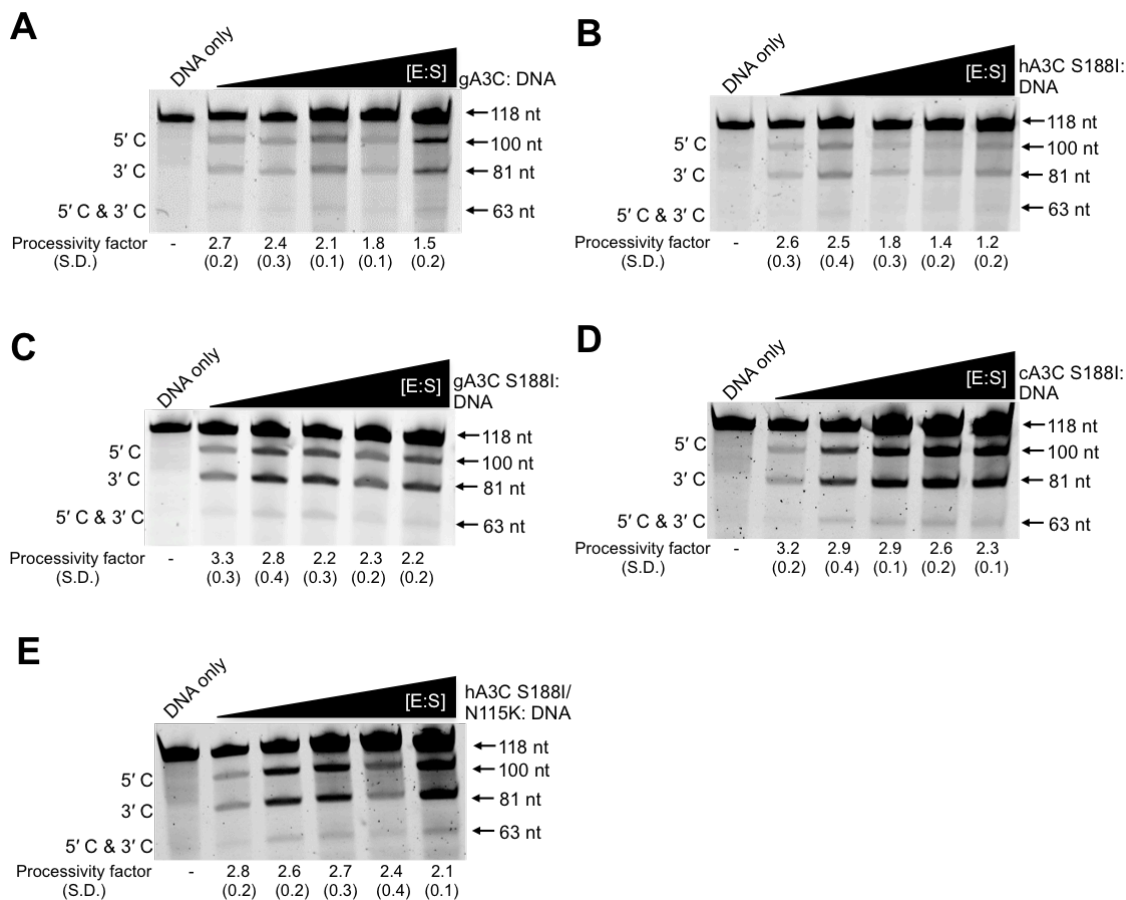 A
DNA only
[E:S]
gA3C: DNA
118 nt
5′ C
100 nt
3′ C
81 nt
5′ C & 3′ C
63 nt
Processivity factor - 2.7 2.4 2.1 1.8 1.5
(S.D.) (0.2) (0.3) (0.1) (0.1) (0.2)
B
DNA only
[E:S]
hA3C S188I:
DNA
118 nt
5′ C
100 nt
3′ C
81 nt
5′ C & 3′ C
63 nt
Processivity factor - 2.6 2.5 1.8 1.4 1.2
(S.D.) (0.3) (0.4) (0.3) (0.2) (0.2)
C
DNA only
[E:S]
gA3C S188I:
DNA
118 nt
5′ C
100 nt
3′ C
81 nt
5′ C & 3′ C
63 nt
Processivity factor - 3.3 2.8 2.2 2.3 2.2
(S.D.) (0.3) (0.4) (0.3) (0.2) (0.2)
D
DNA only
[E:S]
cA3C S188I:
DNA
118 nt
5′ C
100 nt
3′ C
81 nt
5′ C & 3′ C
63 nt
Processivity factor - 3.2 2.9 2.9 2.6 2.3
(S.D.) (0.2) (0.4) (0.1) (0.2) (0.1)
E
DNA only
[E:S]
hA3C S188I/
N115K: DNA
118 nt
100 nt
5′ C
81 nt
3′ C
63 nt
5′ C & 3′ C
Processivity factor - 2.8 2.6 2.7 2.4 2.1
(S.D.) (0.2) (0.2) (0.3) (0.4) (0.1)